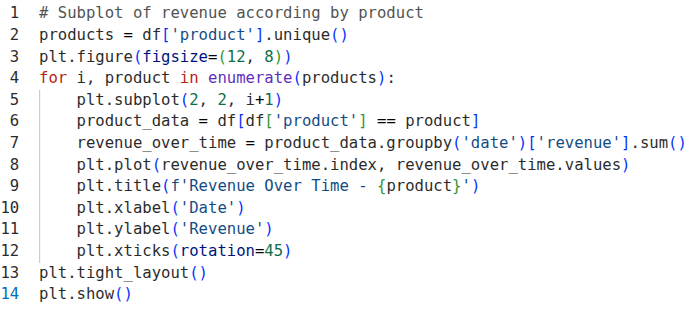 1 # Subplot of revenue according by product
2 products = df['product'].unique()
3 plt.figure(figsize=(12, 8))
4 for i, product in enumerate(products):
5     plt.subplot(2, 2, i+1)
6     product_data = df[df['product'] == product]
7     revenue_over_time = product_data.groupby('date')['revenue'].sum()
8     plt.plot(revenue_over_time.index, revenue_over_time.values)
9     plt.title(f'Revenue Over Time - {product}')
10     plt.xlabel('Date')
11     plt.ylabel('Revenue')
12     plt.xticks(rotation=45)
13 plt.tight_layout()
14 plt.show()